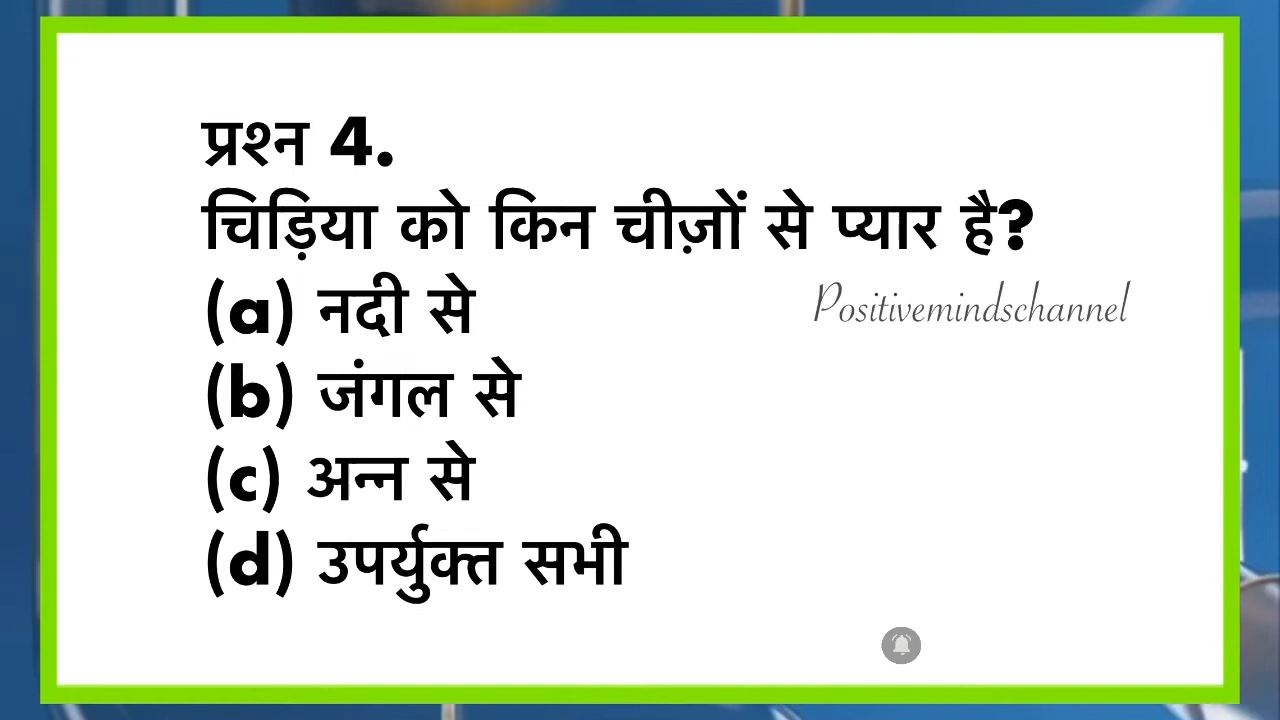 प्रश्न 4.
चिड़िया को किन चीज़ों से प्यार है?
(a) नदी से
Positivemindschannel
(b) जंगल से
(c) अन्न से
(d) उपर्युक्त सभी